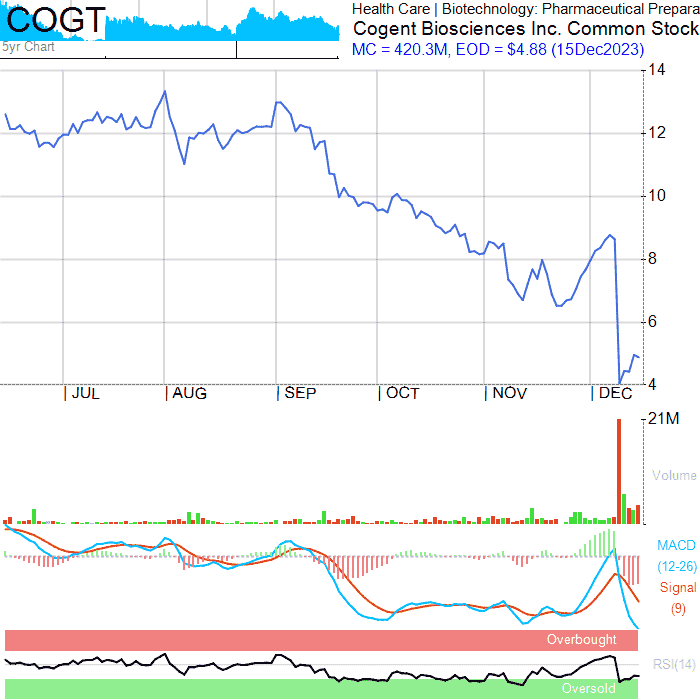 COGT
5yr Chart
Health Care | Biotechnology: Pharmaceutical Prepara
Cogent Biosciences Inc. Common Stock
MC = 420.3M, EOD = $4.88 (15Dec2023)
14
12
10
8
6
4
JUL AUG SEP OCT NOV DEC
21M
Volume
MACD
(12-26)
Signal
(9)
Overbought
RSI(14)
Oversold